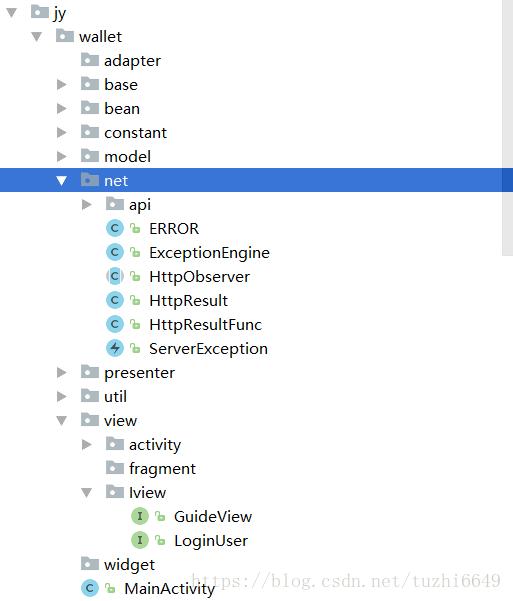 jy
wallet
adapter
base
bean
constant
model
net
api
C ERROR
C ExceptionEngine
C HttpObserver
C HttpResult
C HttpResultFunc
ServerException
presenter
util
view
activity
fragment
Iview
I GuideView
I LoginUser
widget
C MainActivity
https://blog.csdn.net/tuzhi6649